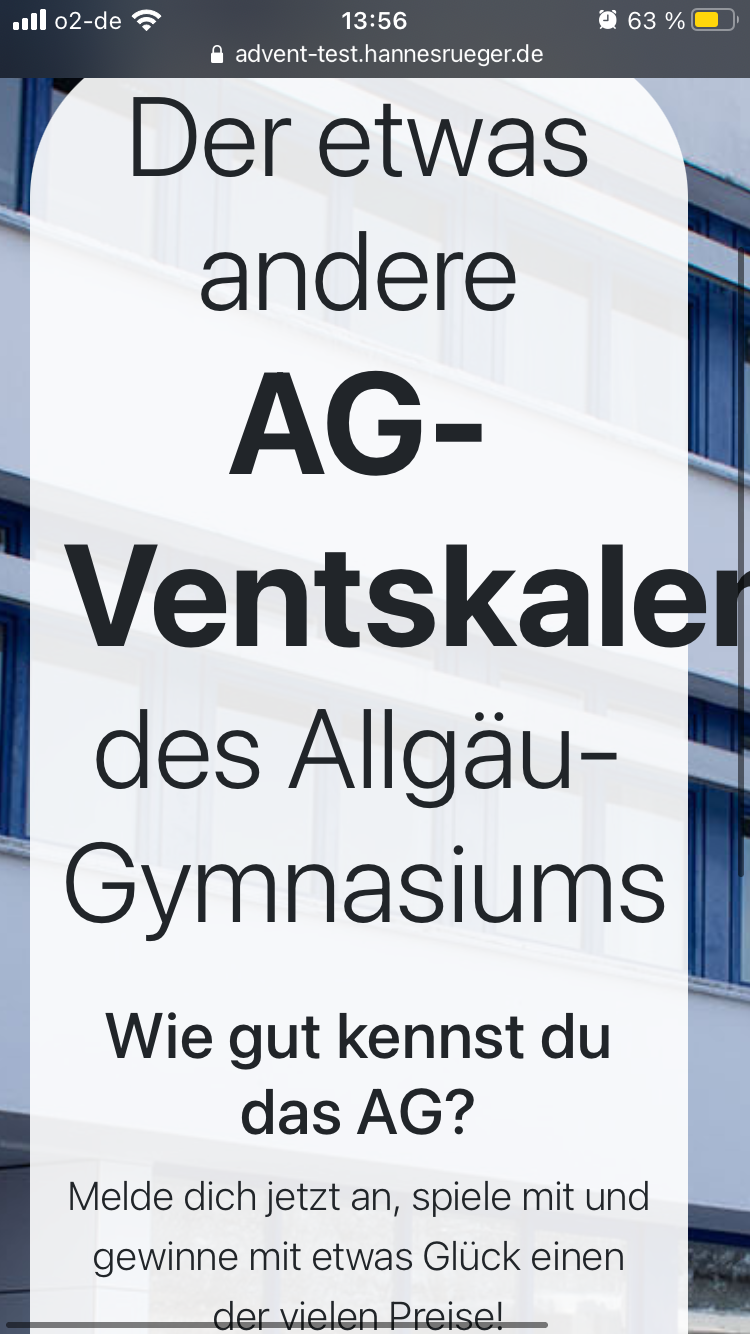 o2-de 13:56 63 %
advent-test.hannesrueger.de
Der etwas
andere
AG-
Ventskaler
des Allgäu-
Gymnasiums
Wie gut kennst du
das AG?
Melde dich jetzt an, spiele mit und
gewinne mit etwas Glück einen
der vielen Preise!